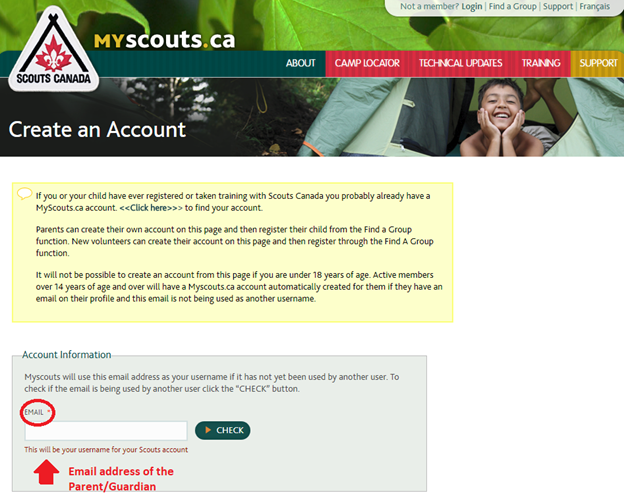 Not a member? Login | Find a Group | Support | Français
MYscouts.ca
SCOUTS CANADA
ABOUT CAMP LOCATOR TECHNICAL UPDATES TRAINING SUPPORT
Create an Account
If you or your child have ever registered or taken training with Scouts Canada you probably already have a
MyScouts.ca account. <<Click here>>> to find your account.
Parents can create their own account on this page and then register their child from the Find a Group
function. New volunteers can create their account on this page and then register through the Find A Group
function.
It will not be possible to create an account from this page if you are under 18 years of age. Active members
over 14 years of age and over will have a Myscouts.ca account automatically created for them if they have an
email on their profile and this email is not being used as another username.
Account Information
Myscouts will use this email address as your username if it has not yet been used by another user. To
check if the email is being used by another user click the "CHECK" button.
EMAIL *
CHECK
This will be your username for your Scouts account
Email address of the
Parent/Guardian